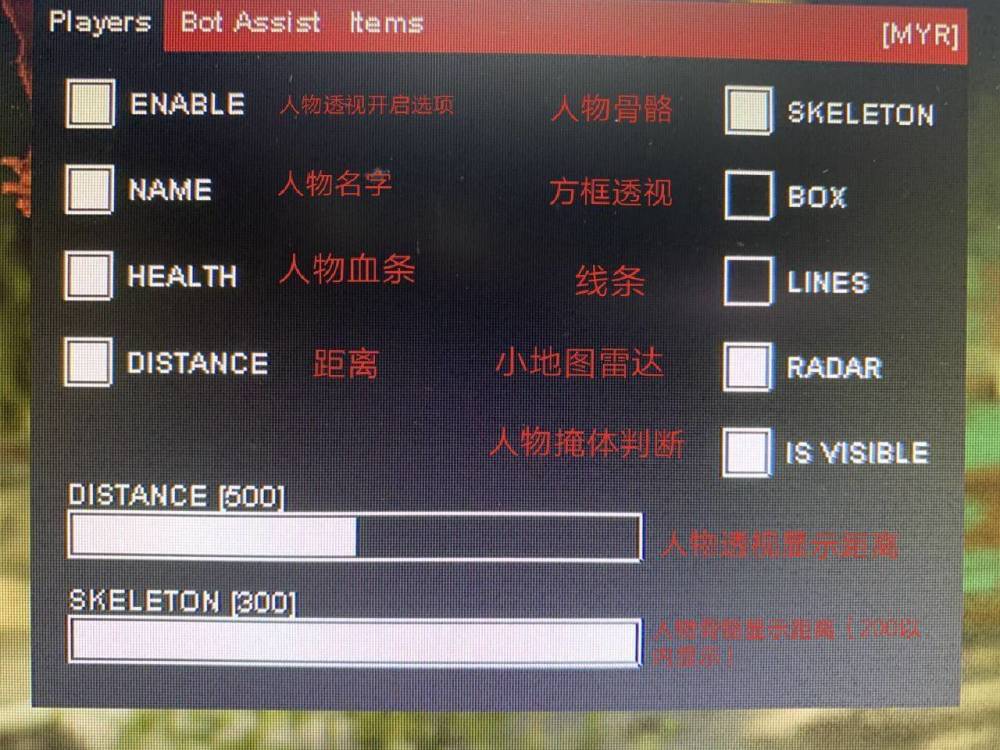 Players Bot Assist Items [MYR]
ENABLE 人物透视开启选项 人物骨骼 SKELETON
NAME 人物名字 方框透视 BOX
HEALTH 人物血条 线条 LINES
DISTANCE 距离 小地图雷达 RADAR
人物掩体判断 IS VISIBLE
DISTANCE [500]
人物透视显示距离
SKELETON [300]
人物骨骼显示距离（200以
内显示）